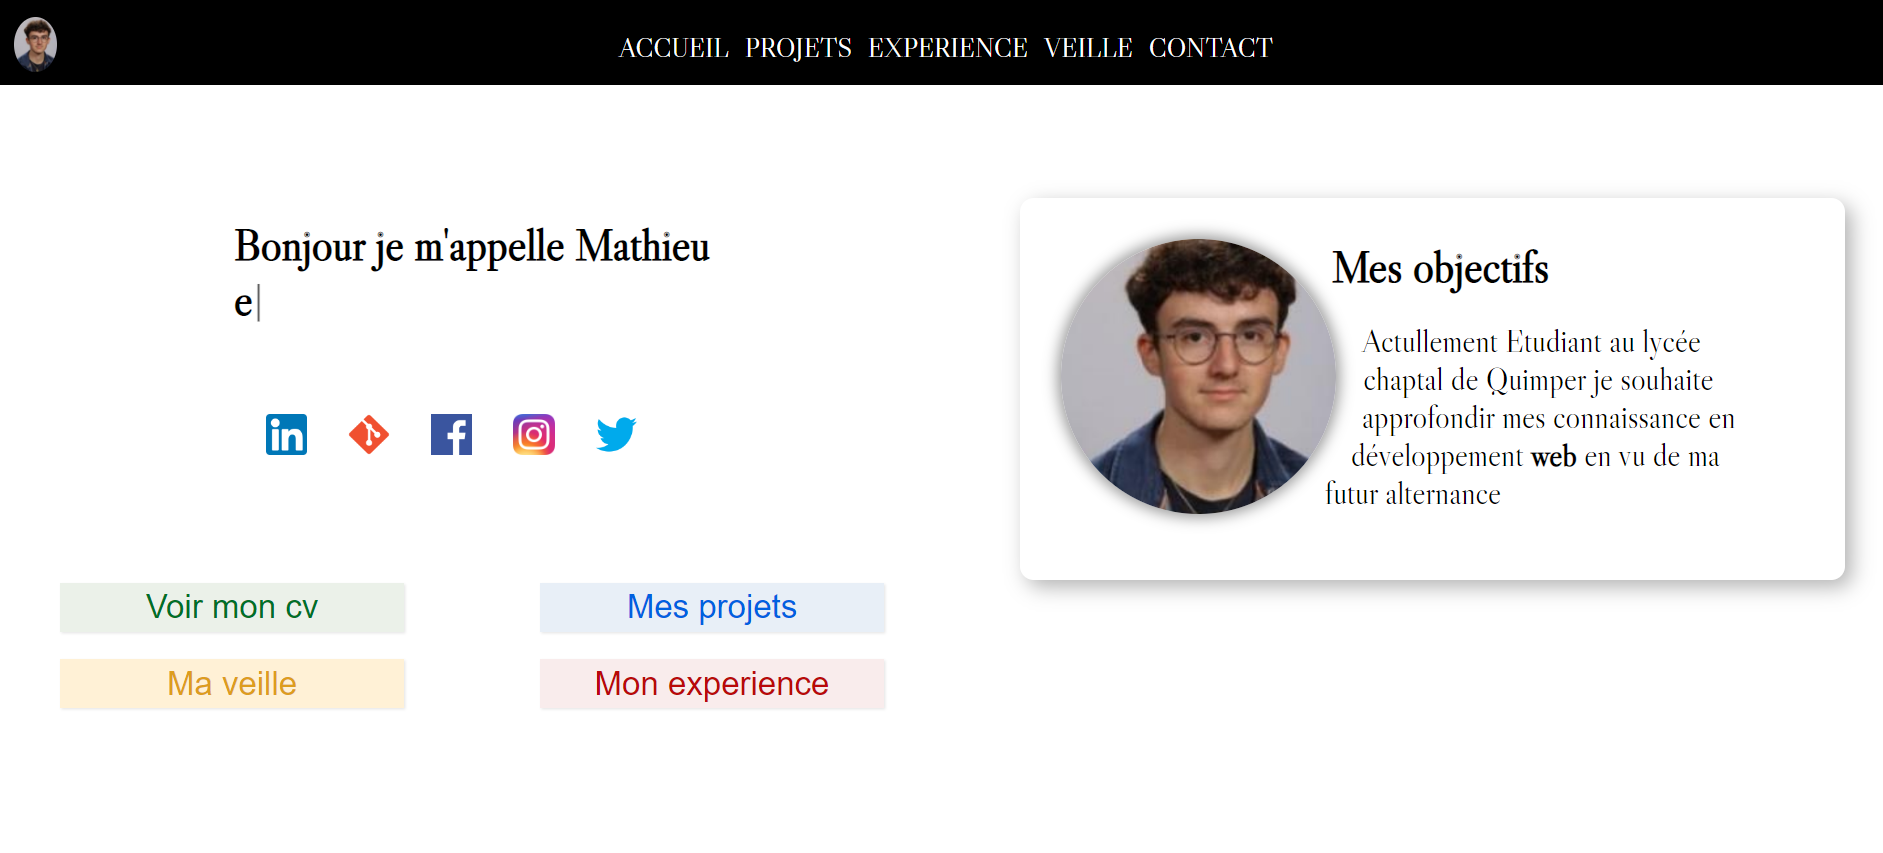 ACCUEIL PROJETS EXPERIENCE VEILLE CONTACT
Bonjour je m'appelle Mathieu
e|
Mes objectifs
Actullement Etudiant au lycée
chaptal de Quimper je souhaite
approfondir mes connaissance en
développement web en vu de ma
futur alternance
Voir mon cv
Mes projets
Ma veille
Mon experience